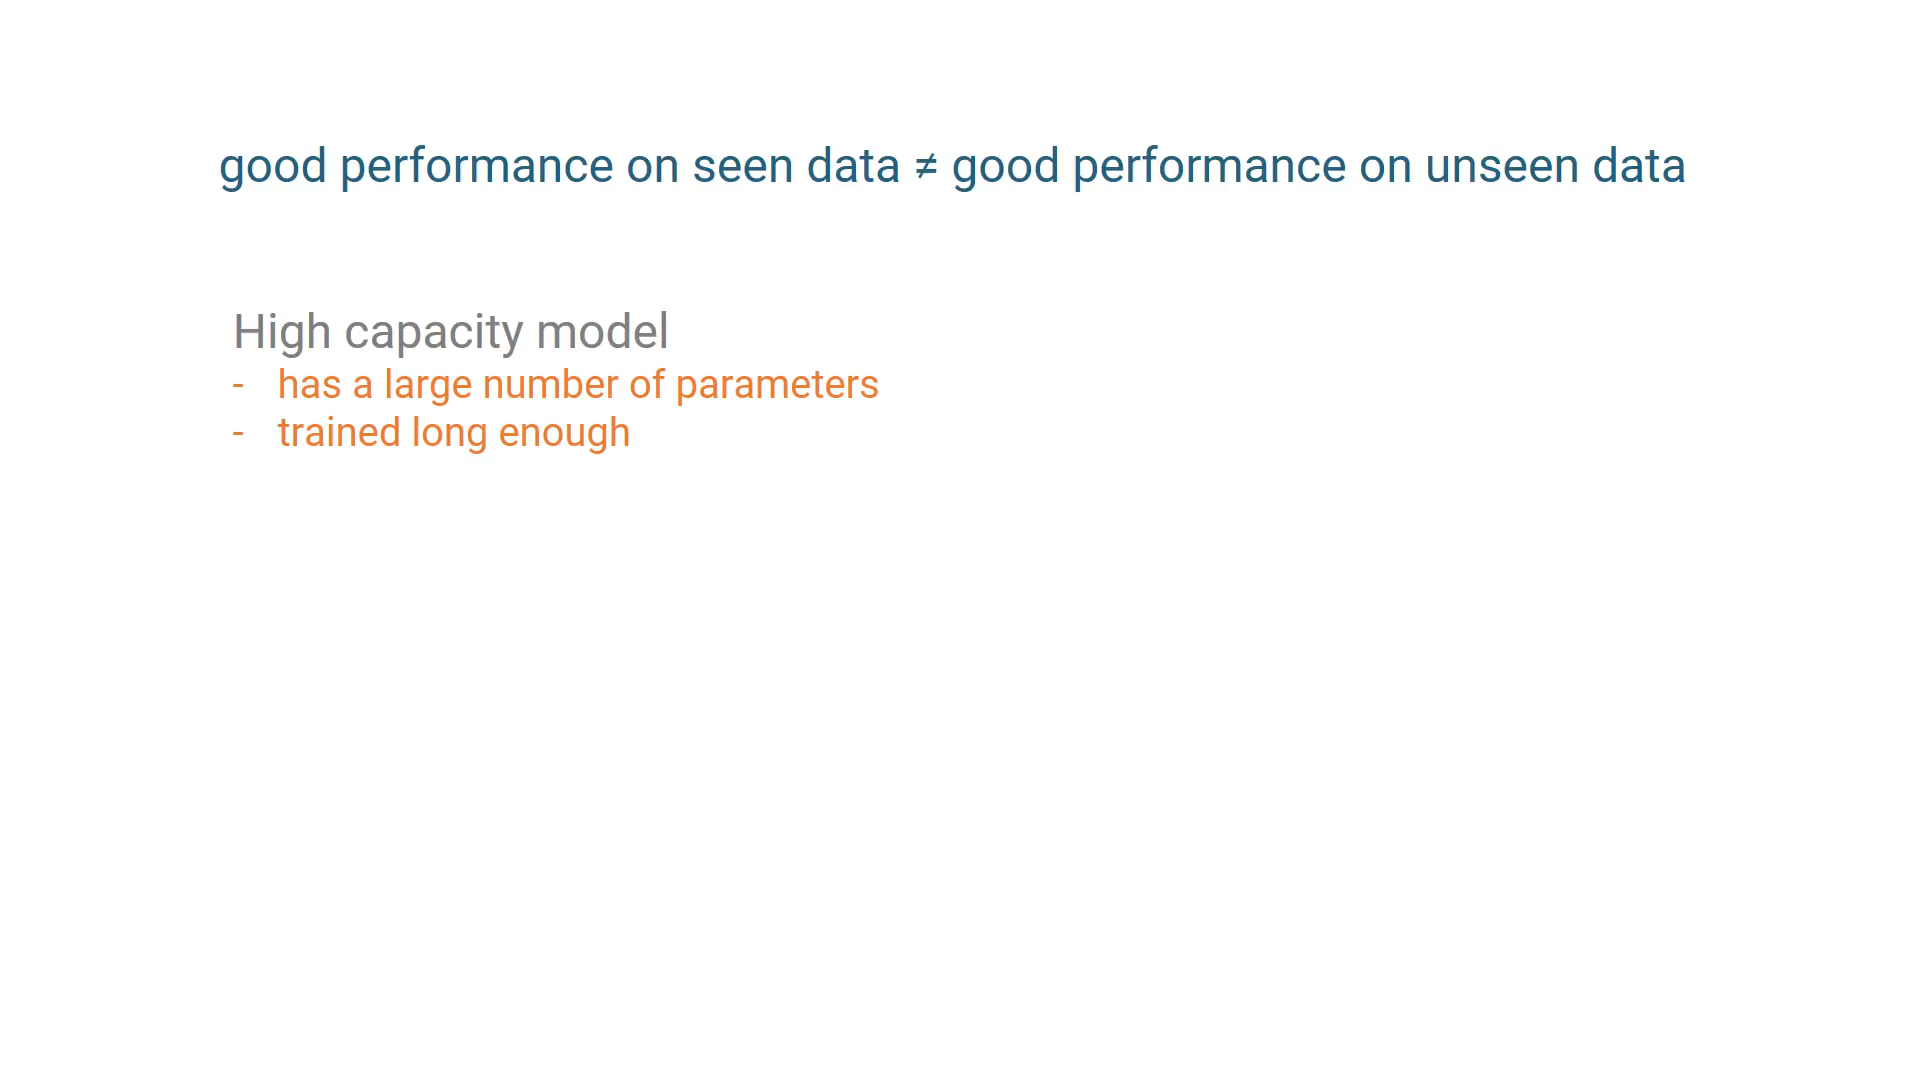 good performance on seen data ≠ good performance on unseen data
High capacity model
- has a large number of parameters
- trained long enough